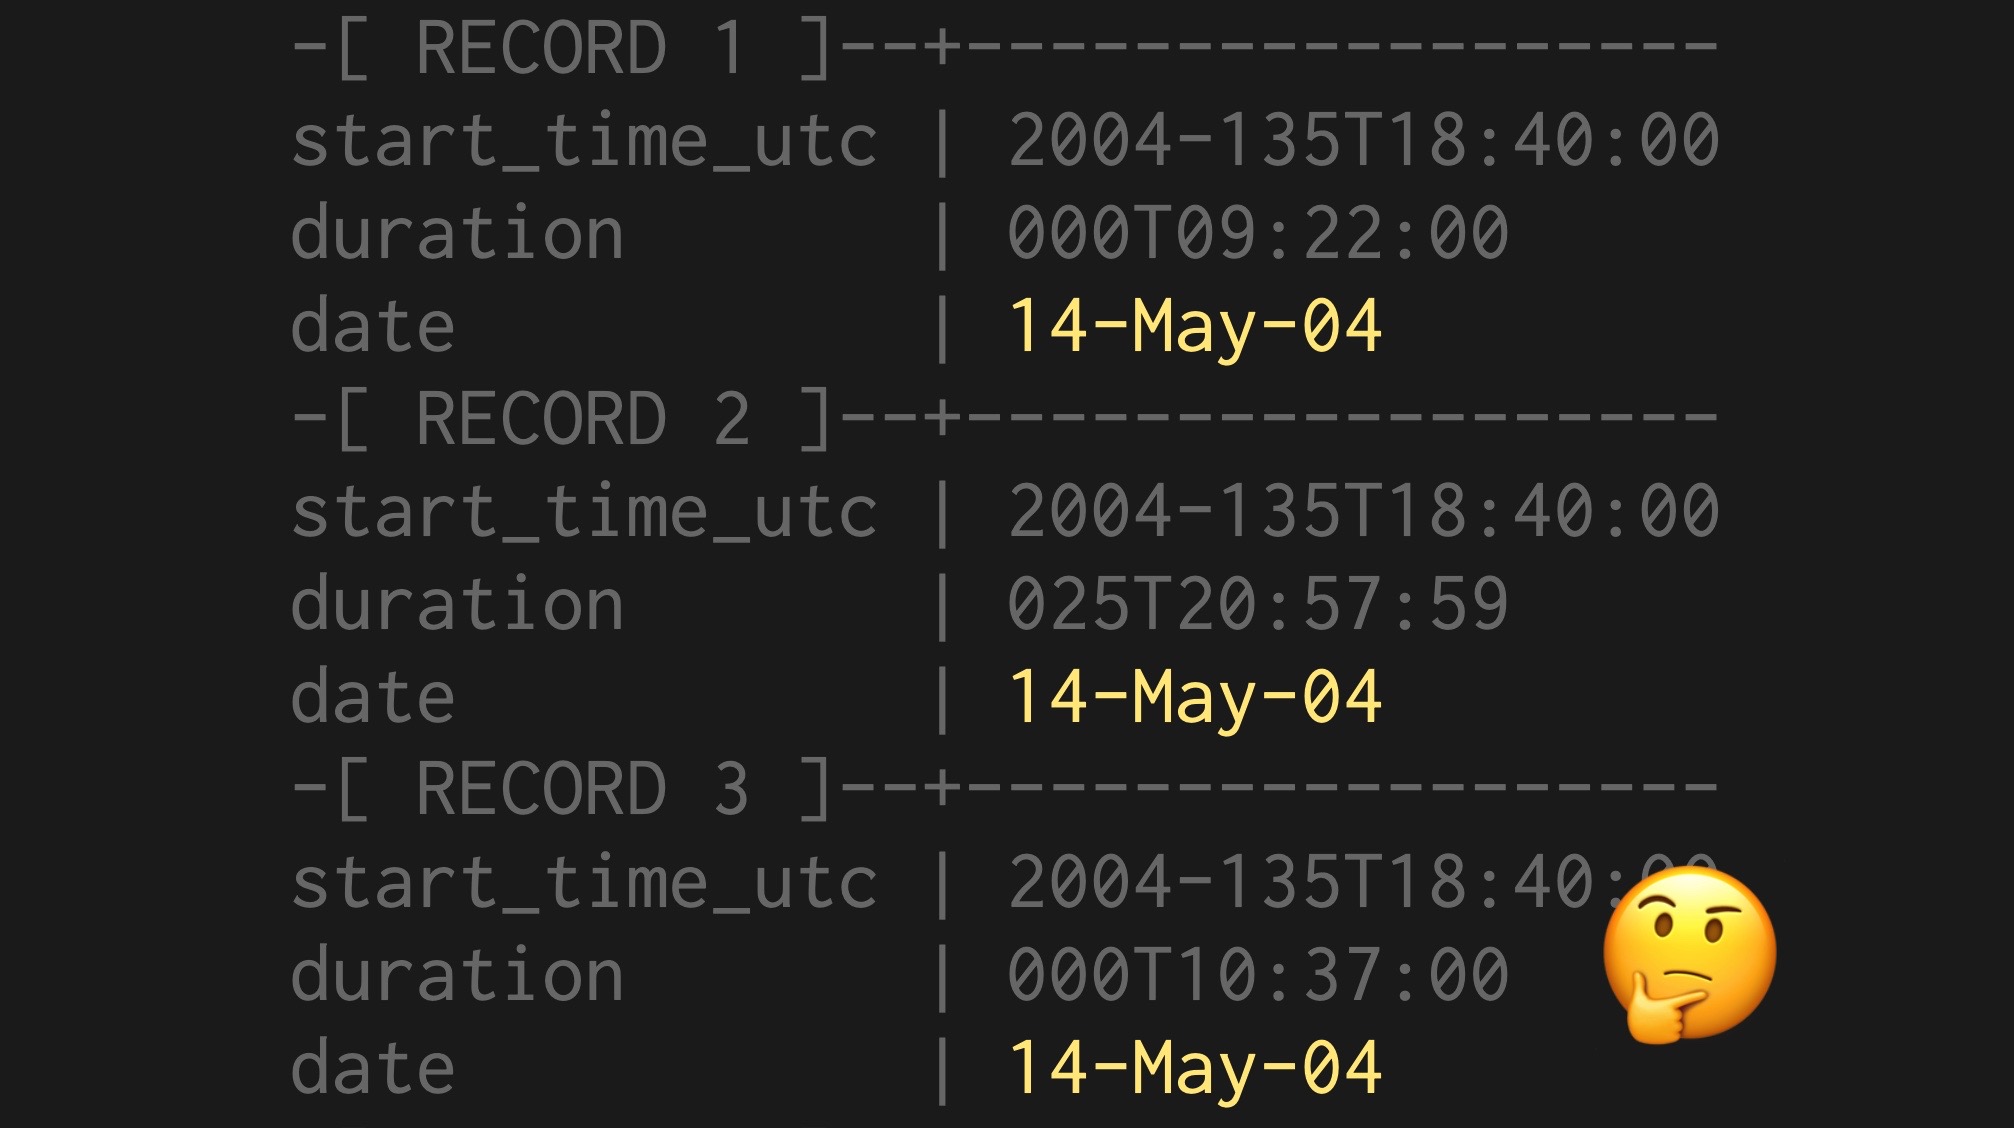 -[ RECORD 1 ]--+------------------
start_time_utc | 2004-135T18:40:00
duration       | 000T09:22:00
date           | 14-May-04
-[ RECORD 2 ]--+------------------
start_time_utc | 2004-135T18:40:00
duration       | 025T20:57:59
date           | 14-May-04
-[ RECORD 3 ]--+------------------
start_time_utc | 2004-135T18:40:00
duration       | 000T10:37:00
date           | 14-May-04